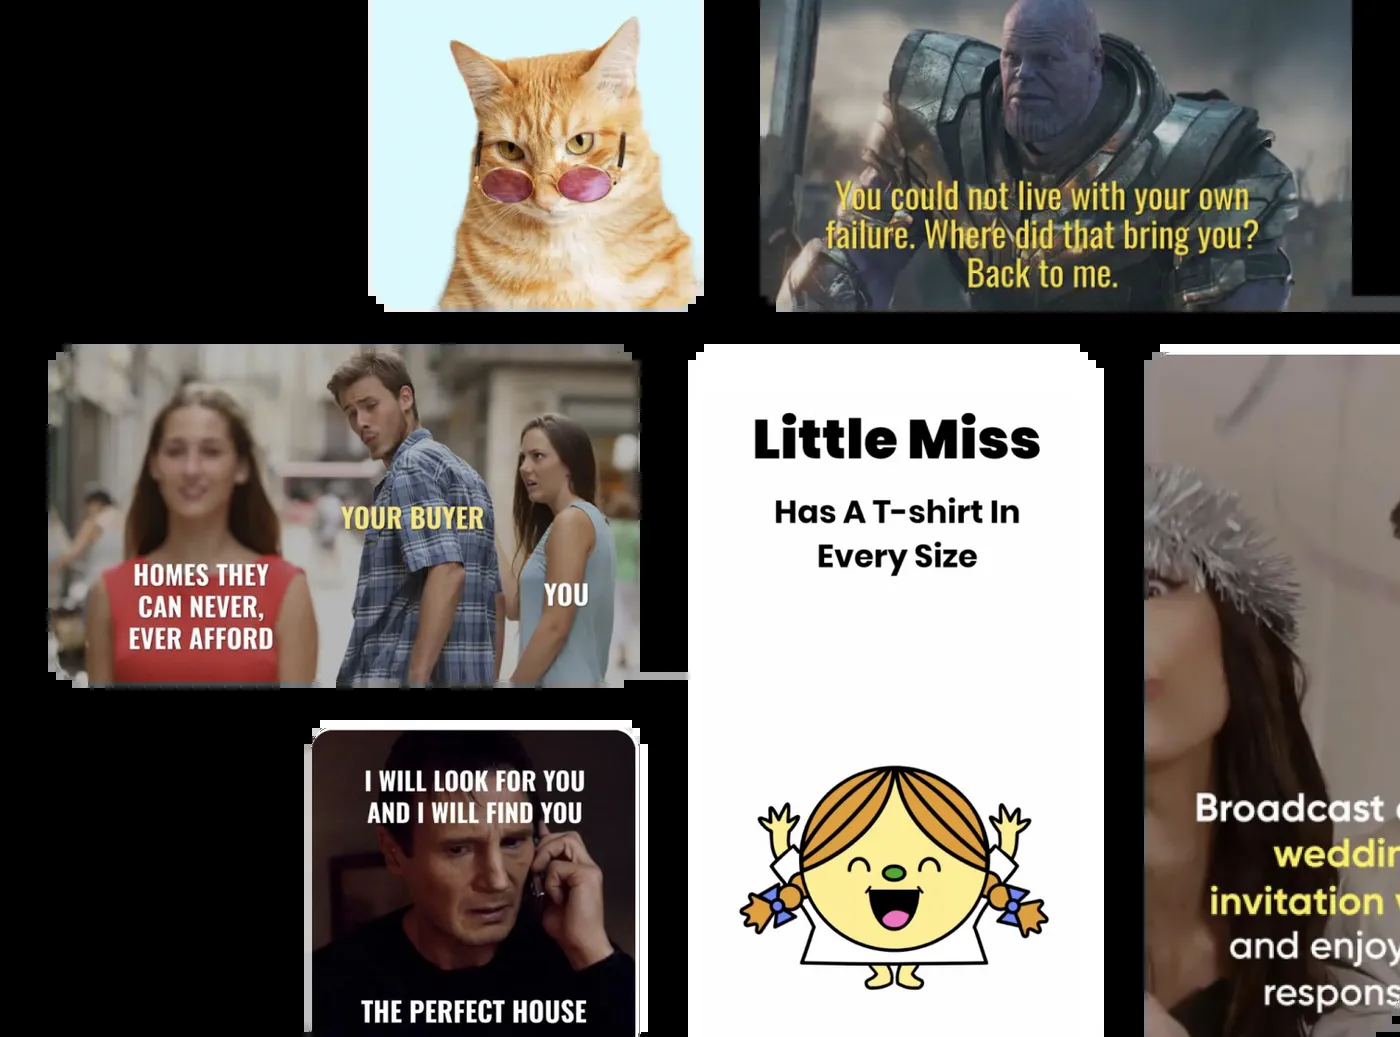 You could not live with your own
failure. Where did that bring you?
Back to me.
YOUR BUYER
HOMES THEY
CAN NEVER,
EVER AFFORD
YOU
Little Miss
Has A T-shirt In
Every Size
I WILL LOOK FOR YOU
AND I WILL FIND YOU
THE PERFECT HOUSE
Broadcast
invitation
and enjoy